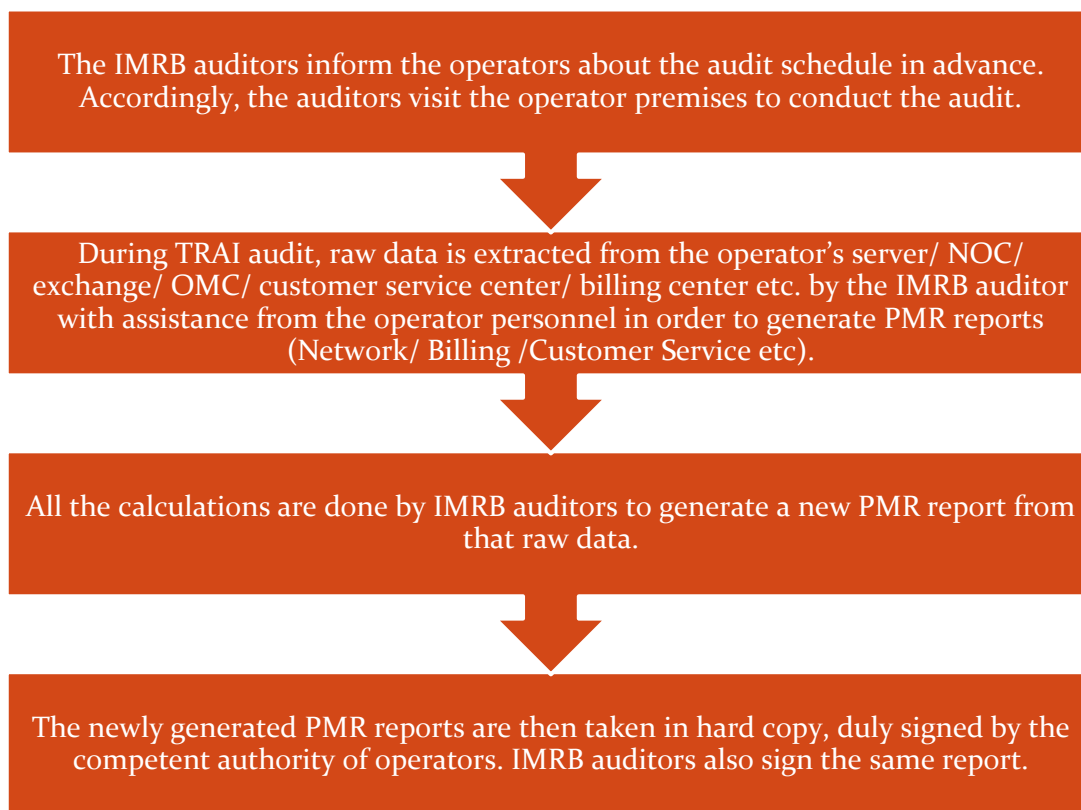 The IMRB auditors inform the operators about the audit schedule in advance.
Accordingly, the auditors visit the operator premises to conduct the audit.
During TRAI audit, raw data is extracted from the operator’s server/ NOC/
exchange/ OMC/ customer service center/ billing center etc. by the IMRB auditor
with assistance from the operator personnel in order to generate PMR reports
(Network/ Billing /Customer Service etc).
All the calculations are done by IMRB auditors to generate a new PMR report from
that raw data.
The newly generated PMR reports are then taken in hard copy, duly signed by the
competent authority of operators. IMRB auditors also sign the same report.